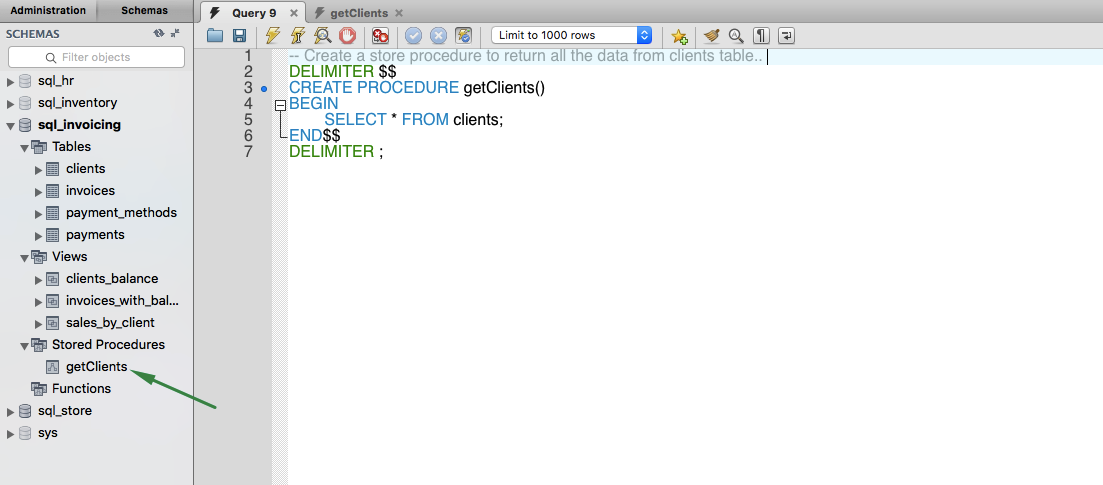 Administration Schemas
SCHEMAS
Filter objects
sql_hr
sql_inventory
sql_invoicing
Tables
clients
invoices
payment_methods
payments
Views
clients_balance
invoices_with_bal...
sales_by_client
Stored Procedures
getClients
Functions
sql_store
sys
Query 9 getClients
Limit to 1000 rows
1 -- Create a store procedure to return all the data from clients table..
2 DELIMITER $$
3 CREATE PROCEDURE getClients()
4 BEGIN
5 SELECT * FROM clients;
6 END$$
7 DELIMITER ;